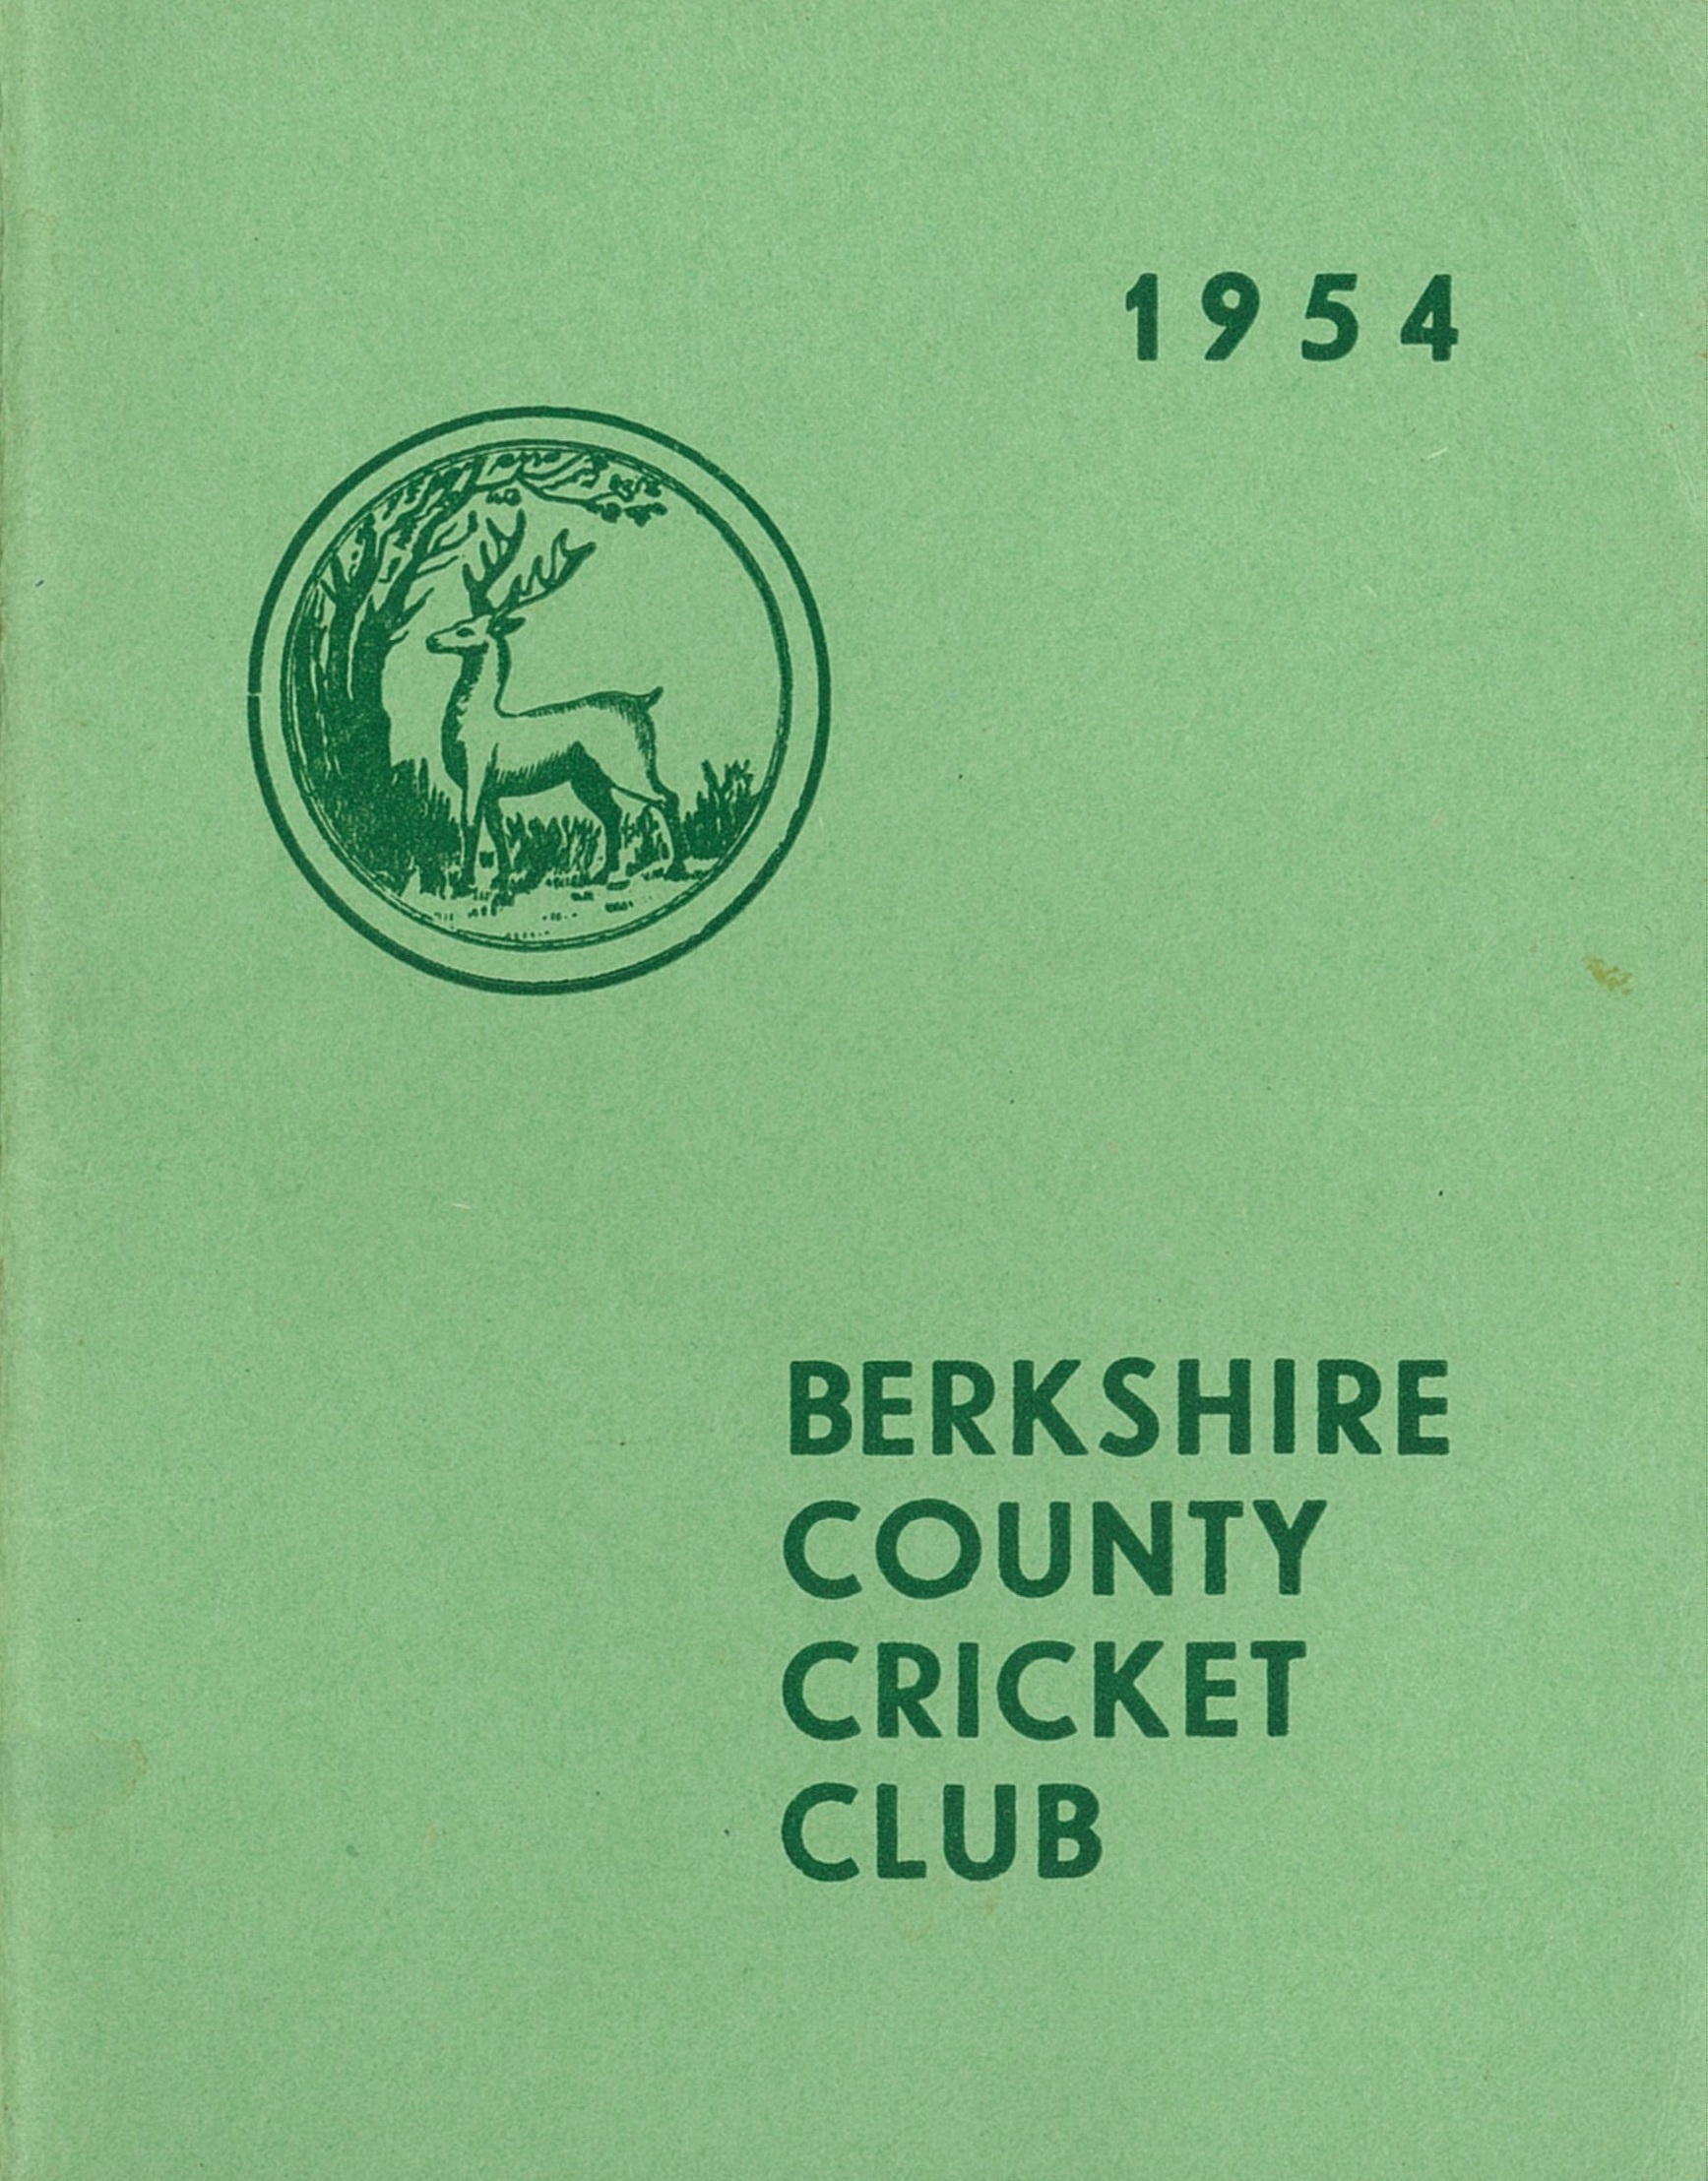 1954
BERKSHIRE
COUNTY
CRICKET
CLUB